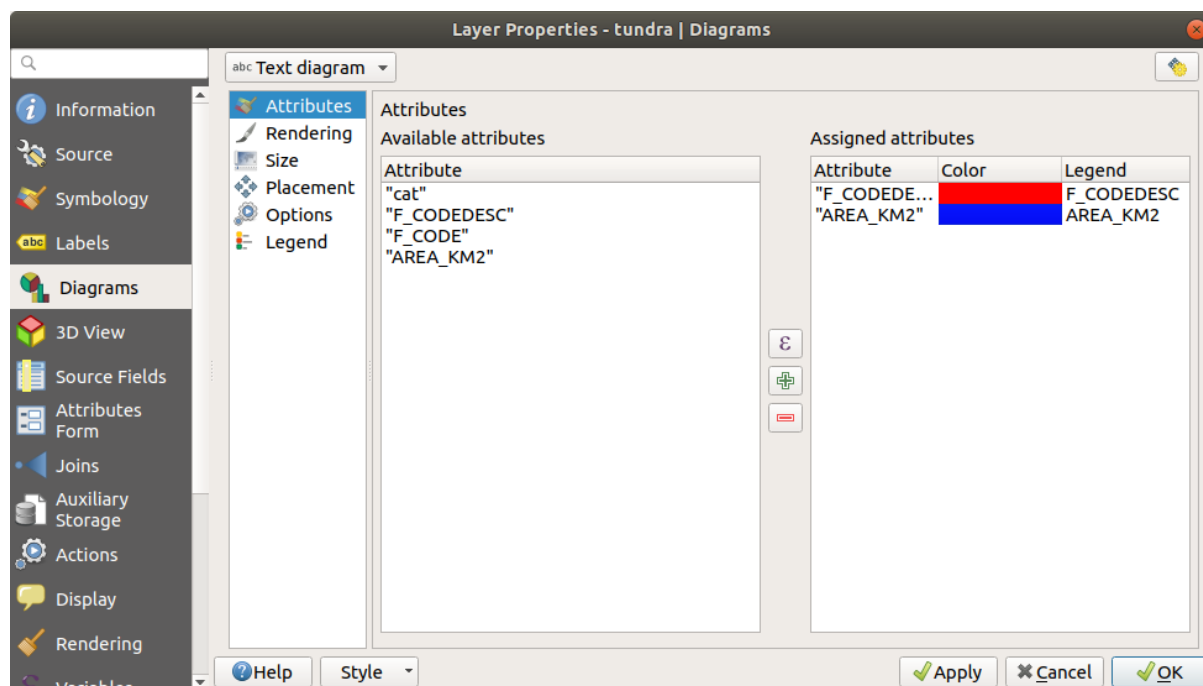 Layer Properties - tundra | Diagrams
abc Text diagram
Information
Source
Symbology
abc Labels
Diagrams
3D View
Source Fields
Attributes
Form
Joins
Auxiliary
Storage
Actions
Display
Rendering
Attributes
Rendering
Size
Placement
Options
Legend
Attributes
Available attributes
Attribute
"cat"
"F_CODEDESC"
"F_CODE"
"AREA_KM2"
ε
Assigned attributes
Attribute Color Legend
"F_CODEDE... F_CODEDESC
"AREA_KM2" AREA_KM2
Help Style Apply Cancel OK